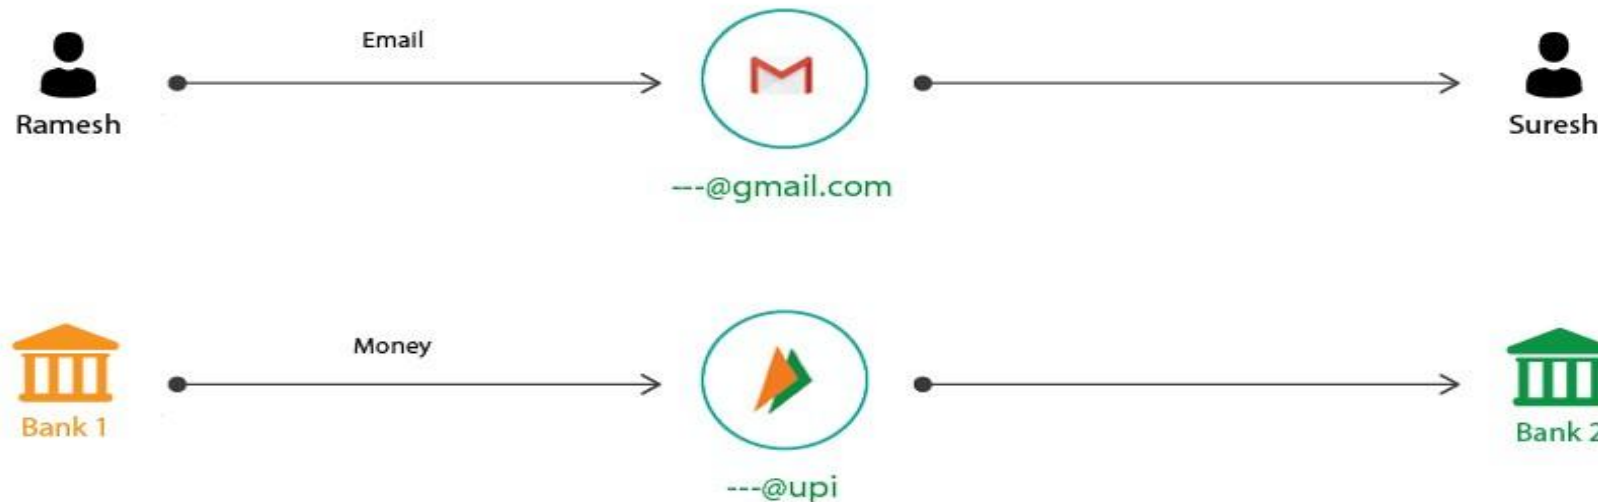 Email
Ramesh
Suresh
---@gmail.com
Money
Bank 1
Bank 2
---@upi